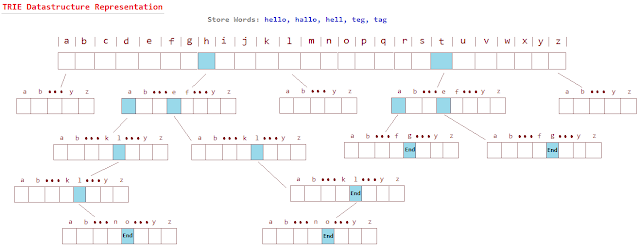 TRIE Datastructure Representation
Store Words: hello, hallo, hell, teg, tag
| a | b | c | d | e | f | g | h | i | j | k | l | m | n | o | p | q | r | s | t | u | v | w | x | y | z |
a b ••• y z
a b ••• e f ••• y z
a b ••• y z
a b ••• e f ••• y z
a b ••• y z
a b ••• k l ••• y z
a b ••• k l ••• y z
a b ••• f g ••• y z
a b ••• f g ••• y z
End
End
a b ••• k l ••• y z
a b ••• k l ••• y z
End
a b ••• n o ••• y z
a b ••• n o ••• y z
End
End